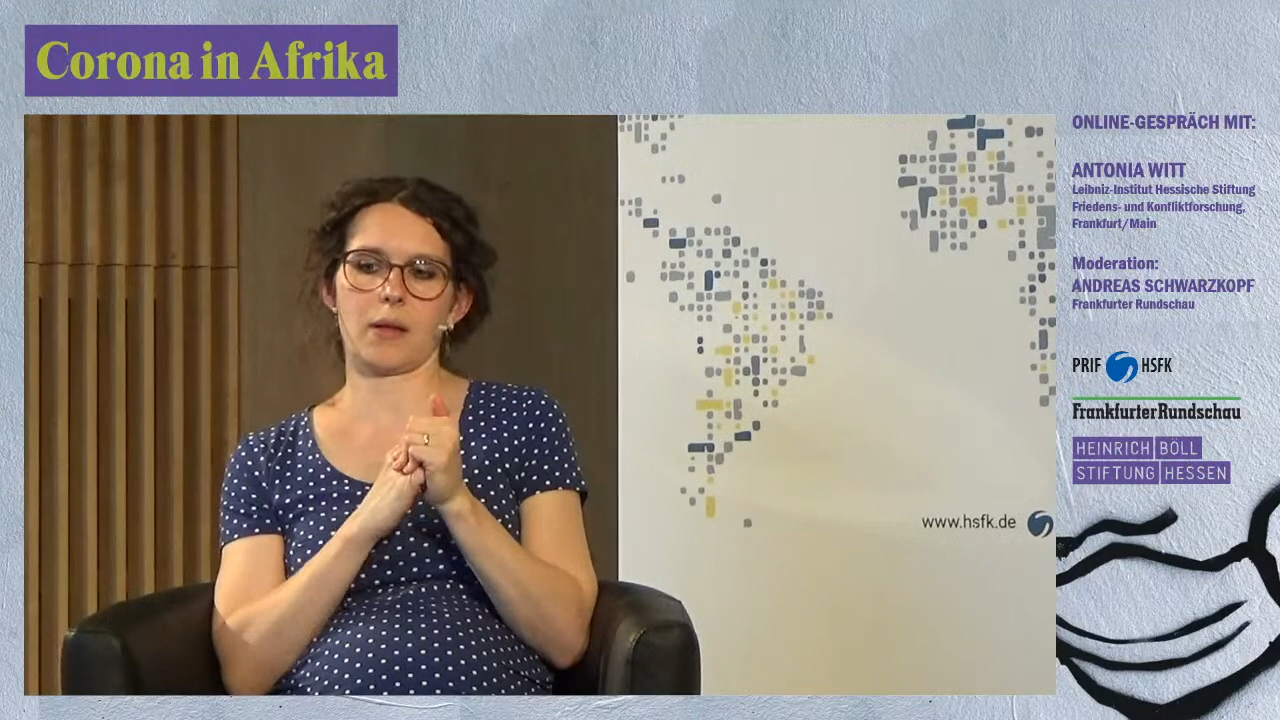 Corona in Afrika
ONLINE-GESPRÄCH MIT:
ANTONIA WITT
Leibniz-Institut Hessische Stiftung
Friedens- und Konfliktforschung,
Frankfurt/Main
Moderation:
ANDREAS SCHWARZKOPF
Frankfurter Rundschau
PRIF HSFK
Frankfurter Rundschau
HEINRICH BÖLL
STIFTUNG HESSEN
www.hsfk.de